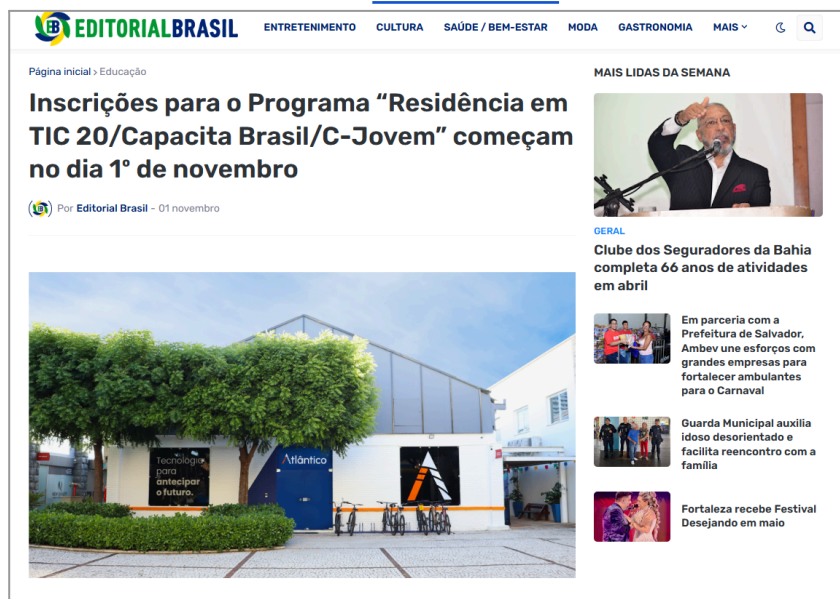 EDITORIALBRASIL
ENTRETENIMENTO CULTURA SAÚDE / BEM-ESTAR MODA GASTRONOMIA MAIS
Página inicial › Educação
Inscrições para o Programa “Residência em
TIC 20/Capacita Brasil/C-Jovem” começam
no dia 1º de novembro
Por Editorial Brasil - 01 novembro
Tecnologia
para
antecipar
o futuro.
Atlântico
MAIS LIDAS DA SEMANA
GERAL
Clube dos Seguradores da Bahia
completa 66 anos de atividades
em abril
Em parceria com a
Prefeitura de Salvador,
Ambev une esforços com
grandes empresas para
fortalecer ambulantes
para o Carnaval
Guarda Municipal auxilia
idoso desorientado e
facilita reencontro com a
família
Fortaleza recebe Festival
Desejando em maio